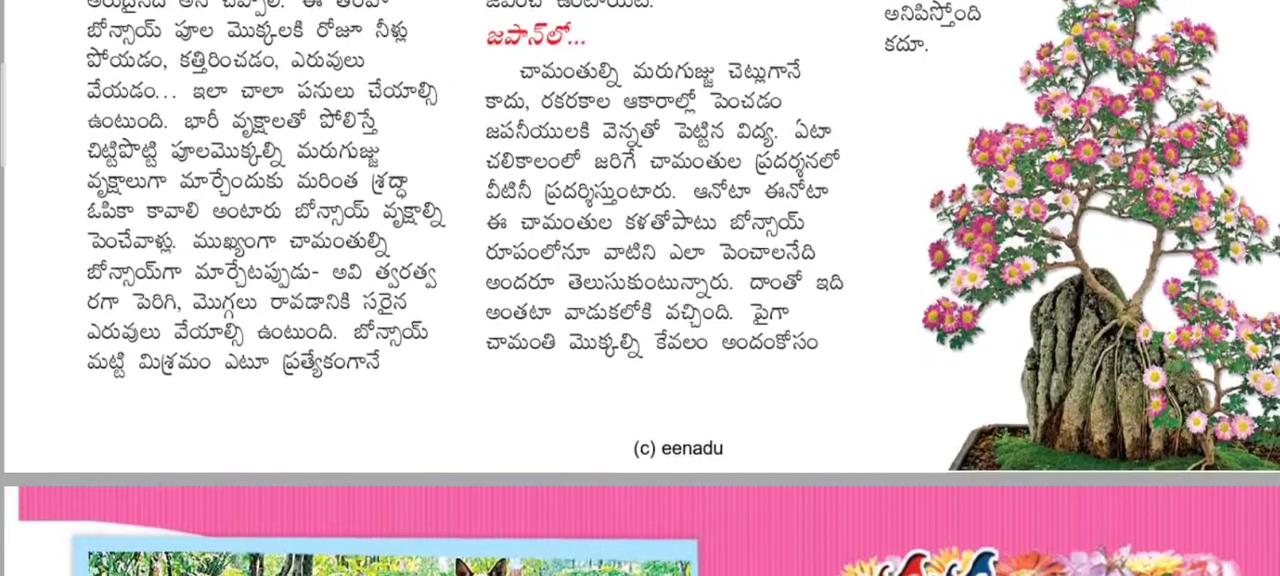 బోన్సాయ్ పూల మొక్కలకి రోజూ నీళ్లు
పోయడం, కత్తిరించడం, ఎరువులు
వేయడం... ఇలా చాలా పనులు చేయాల్సి
ఉంటుంది. భారీ వృక్షాలతో పోలిస్తే
చిట్టిపొట్టి పూలమొక్కల్ని మరుగుజ్జు
వృక్షాలుగా మార్చేందుకు మరింత శ్రద్ధా
ఓపికా కావాలి అంటారు బోన్సాయ్ వృక్షాల్ని
పెంచేవాళ్లు. ముఖ్యంగా చామంతుల్ని
బోన్సాయ్‌గా మార్చేటప్పుడు- అవి త్వరత్వ
రగా పెరిగి, మొగ్గలు రావడానికి సరైన
ఎరువులు వేయాల్సి ఉంటుంది. బోన్సాయ్
మట్టి మిశ్రమం ఎటూ ప్రత్యేకంగానే
జపాన్‌లో...
చామంతుల్ని మరుగుజ్జు చెట్లుగానే
కాదు, రకరకాల ఆకారాల్లో పెంచడం
జపనీయులకి వెన్నతో పెట్టిన విద్య. ఏటా
చలికాలంలో జరిగే చామంతుల ప్రదర్శనలో
వీటినీ ప్రదర్శిస్తుంటారు. ఆనోటా ఈనోటా
ఈ చామంతుల కళతోపాటు బోన్సాయ్
రూపంలోనూ వాటిని ఎలా పెంచాలనేది
అందరూ తెలుసుకుంటున్నారు. దాంతో ఇది
అంతటా వాడుకలోకి వచ్చింది. పైగా
చామంతి మొక్కల్ని కేవలం అందంకోసం
అనిపిస్తోంది
కదూ.
(c) eenadu